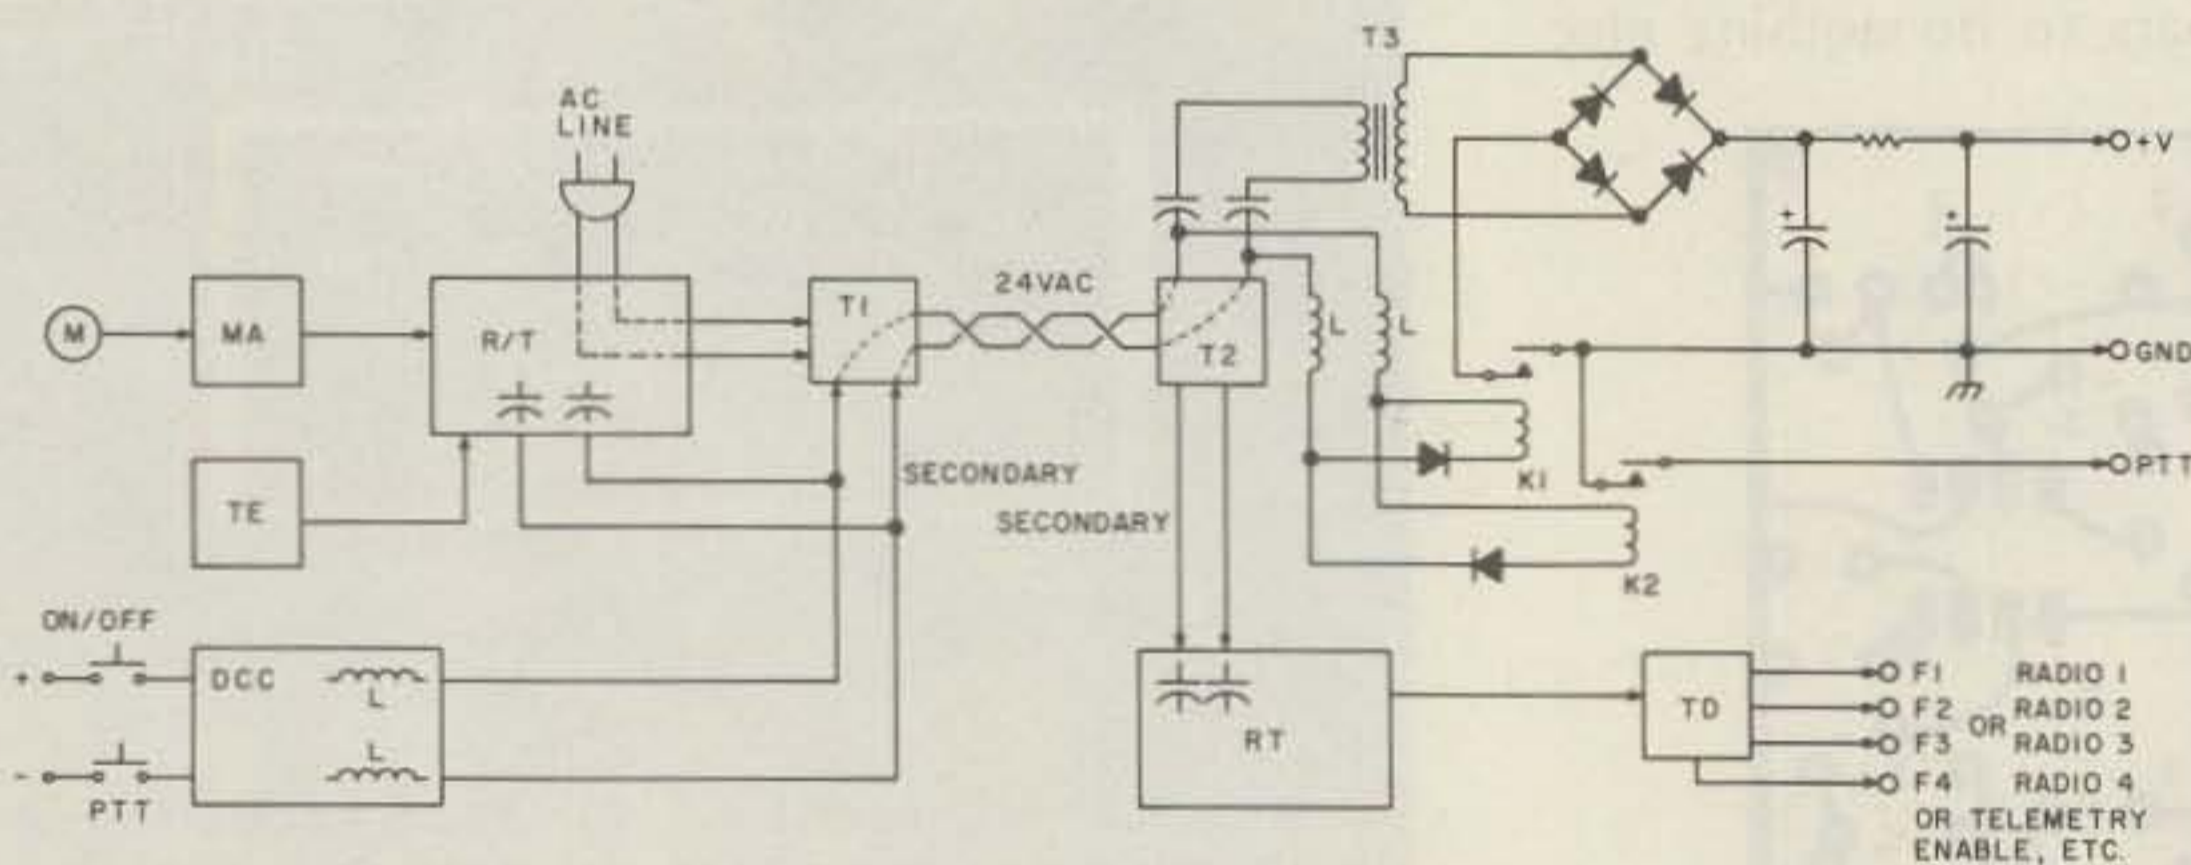 T3
AC
LINE
+V
24VAC
M
MA
R/T
T1
T2
L
L
GND
SECONDARY
K1
PTT
TE
SECONDARY
K2
ON/OFF
+
DCC
L
L
-
PTT
RT
TD
F1 RADIO 1
F2 OR RADIO 2
F3 RADIO 3
F4 RADIO 4
OR TELEMETRY
ENABLE, ETC.
+
+